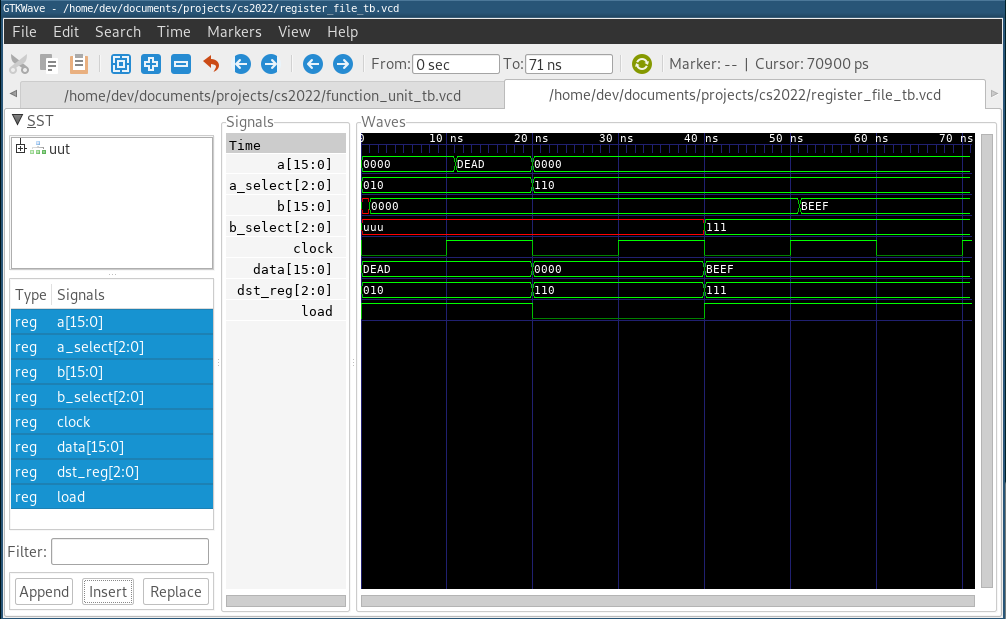 GTKWave - /home/dev/documents/projects/cs2022/register_file_tb.vcd
File Edit Search Time Markers View Help
From: 0 sec To: 71 ns Marker: -- | Cursor: 70900 ps
/home/dev/documents/projects/cs2022/function_unit_tb.vcd /home/dev/documents/projects/cs2022/register_file_tb.vcd
SST
uut
Type Signals
reg a[15:0]
reg a_select[2:0]
reg b[15:0]
reg b_select[2:0]
reg clock
reg data[15:0]
reg dst_reg[2:0]
reg load
Filter:
Append Insert Replace
Signals
Time
a[15:0]
a_select[2:0]
b[15:0]
b_select[2:0]
clock
data[15:0]
dst_reg[2:0]
load
Waves
0 10 ns 20 ns 30 ns 40 ns 50 ns 60 ns 70 ns
0000 DEAD 0000
010 110
0000 BEEF
uuu 111
DEAD 0000 BEEF
010 110 111